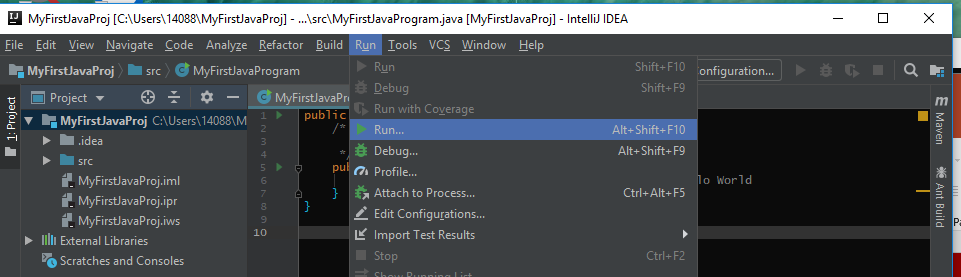 MyFirstJavaProj [C:\Users\14088\MyFirstJavaProj] - ...\src\MyFirstJavaProgram.java [MyFirstJavaProj] - IntelliJ IDEA
File Edit View Navigate Code Analyze Refactor Build Run Tools VCS Window Help
MyFirstJavaProj src MyFirstJavaProgram
onfiguration...
Project
MyFirstJavaPr
1: Project
MyFirstJavaProj C:\Users\14088\M
.idea
src
MyFirstJavaProj.iml
MyFirstJavaProj.ipr
MyFirstJavaProj.iws
External Libraries
Scratches and Consoles
1 public
2 /*
3
4 */
5 pu
6 lo World
7 }
8 }
9
10
Run Shift+F10
Debug Shift+F9
Run with Coverage
Run... Alt+Shift+F10
Debug... Alt+Shift+F9
Profile...
Attach to Process... Ctrl+Alt+F5
Edit Configurations...
Import Test Results
Stop Ctrl+F2
Show Running List
Maven
Ant Build